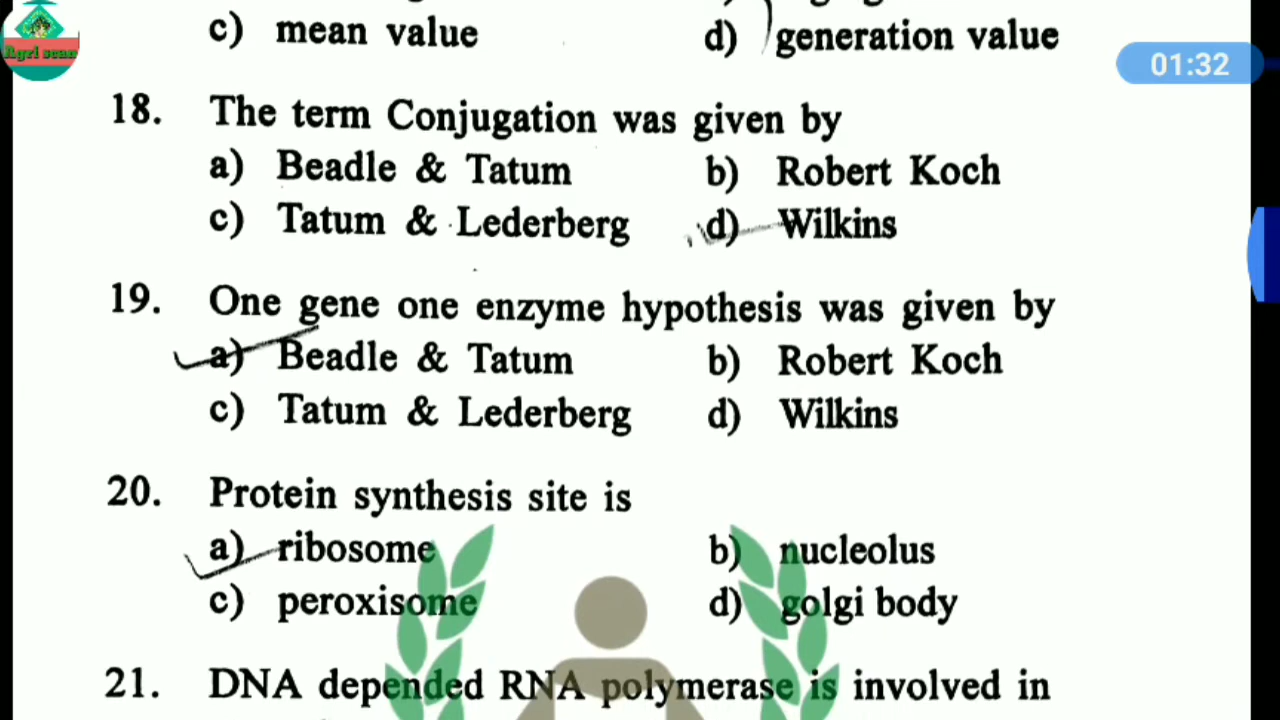 Agri scan
c) mean value d) generation value
01:32
18. The term Conjugation was given by
a) Beadle & Tatum b) Robert Koch
c) Tatum & Lederberg d) Wilkins
19. One gene one enzyme hypothesis was given by
a) Beadle & Tatum b) Robert Koch
c) Tatum & Lederberg d) Wilkins
20. Protein synthesis site is
a) ribosome b) nucleolus
c) peroxisome d) golgi body
21. DNA depended RNA polymerase is involved in